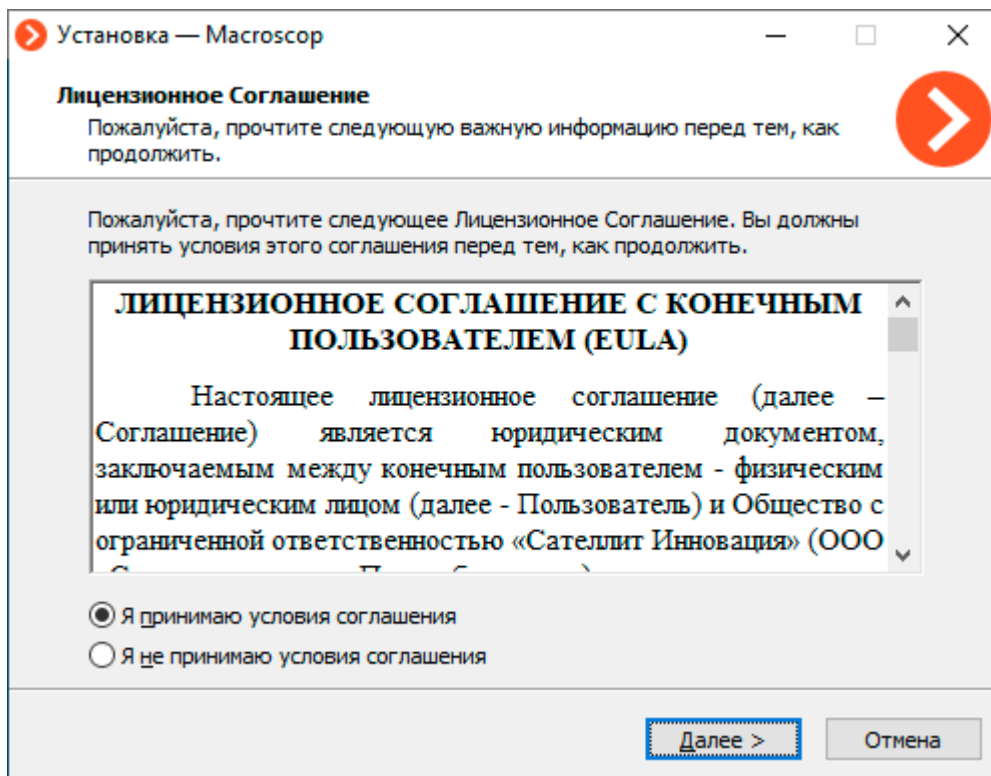 Установка — Macroscop
Лицензионное Соглашение
Пожалуйста, прочтите следующую важную информацию перед тем, как
продолжить.
Пожалуйста, прочтите следующее Лицензионное Соглашение. Вы должны
принять условия этого соглашения перед тем, как продолжить.
ЛИЦЕНЗИОННОЕ СОГЛАШЕНИЕ С КОНЕЧНЫМ
ПОЛЬЗОВАТЕЛЕМ (EULA)
Настоящее лицензионное соглашение (далее –
Соглашение) является юридическим документом,
заключаемым между конечным пользователем - физическим
или юридическим лицом (далее - Пользователь) и Общество с
ограниченной ответственностью «Сателлит Инновация» (ООО
Я принимаю условия соглашения
Я не принимаю условия соглашения
Далее >
Отмена